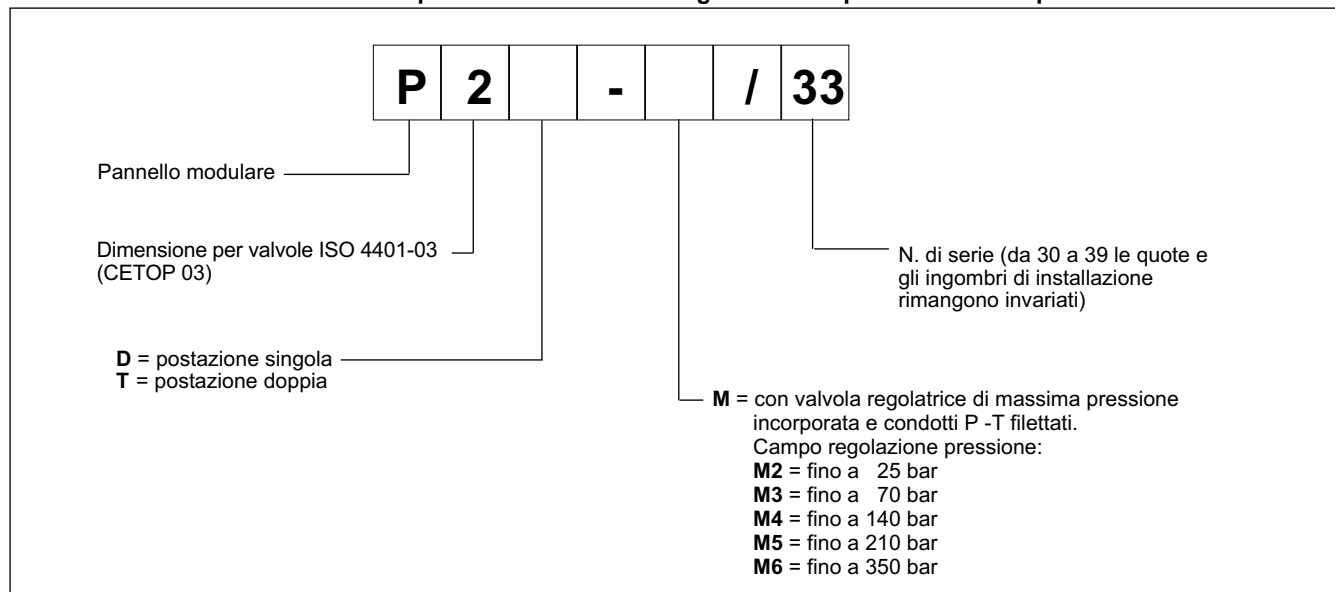 P 2 - / 33
Pannello modulare
Dimensione per valvole ISO 4401-03
(CETOP 03)
D = postazione singola
T = postazione doppia
N. di serie (da 30 a 39 le quote e
gli ingombri di installazione
rimangono invariati)
M = con valvola regolatrice di massima pressione
incorporata e condotti P -T filettati.
Campo regolazione pressione:
M2 = fino a 25 bar
M3 = fino a 70 bar
M4 = fino a 140 bar
M5 = fino a 210 bar
M6 = fino a 350 bar